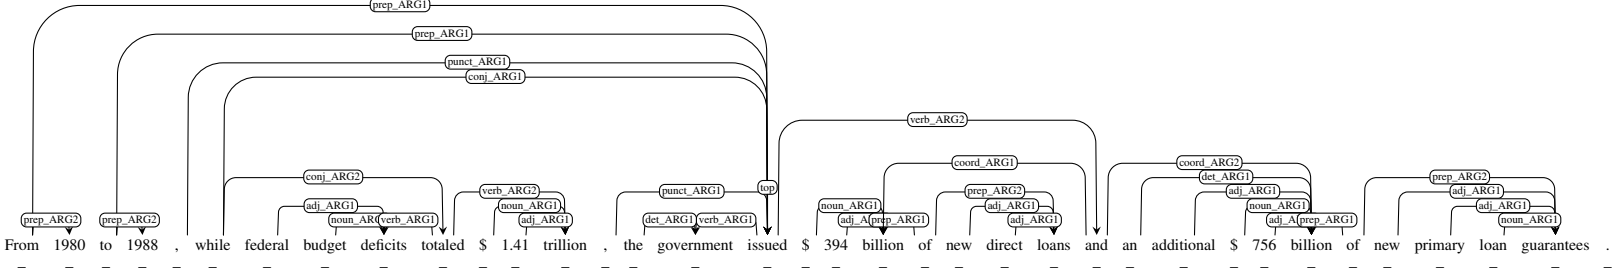 prep_ARG1
prep_ARG1
punct_ARG1
conj_ARG1
verb_ARG2
coord_ARG1 coord_ARG2
conj_ARG2 det_ARG1 prep_ARG2
verb_ARG2 punct_ARG1 top prep_ARG2 adj_ARG1 adj_ARG1
adj_ARG1 noun_ARG1 noun_ARG1 adj_ARG1 noun_ARG1 adj_ARG1
prep_ARG2 prep_ARG2 verb_ARG1 adj_ARG1 det_ARG1 verb_ARG1 prep_ARG1 adj_ARG1 prep_ARG1 noun_ARG1
From 1980 to 1988 , while federal budget deficits totaled $ 1.41 trillion , the government issued $ 394 billion of new direct loans and an additional $ 756 billion of new primary loan guarantees .
_ _ _ _ _ _ _ _ _ _ _ _ _ _ _ _ _ _ _ _ _ _ _ _ _ _ _ _ _ _ _ _ _ _ _